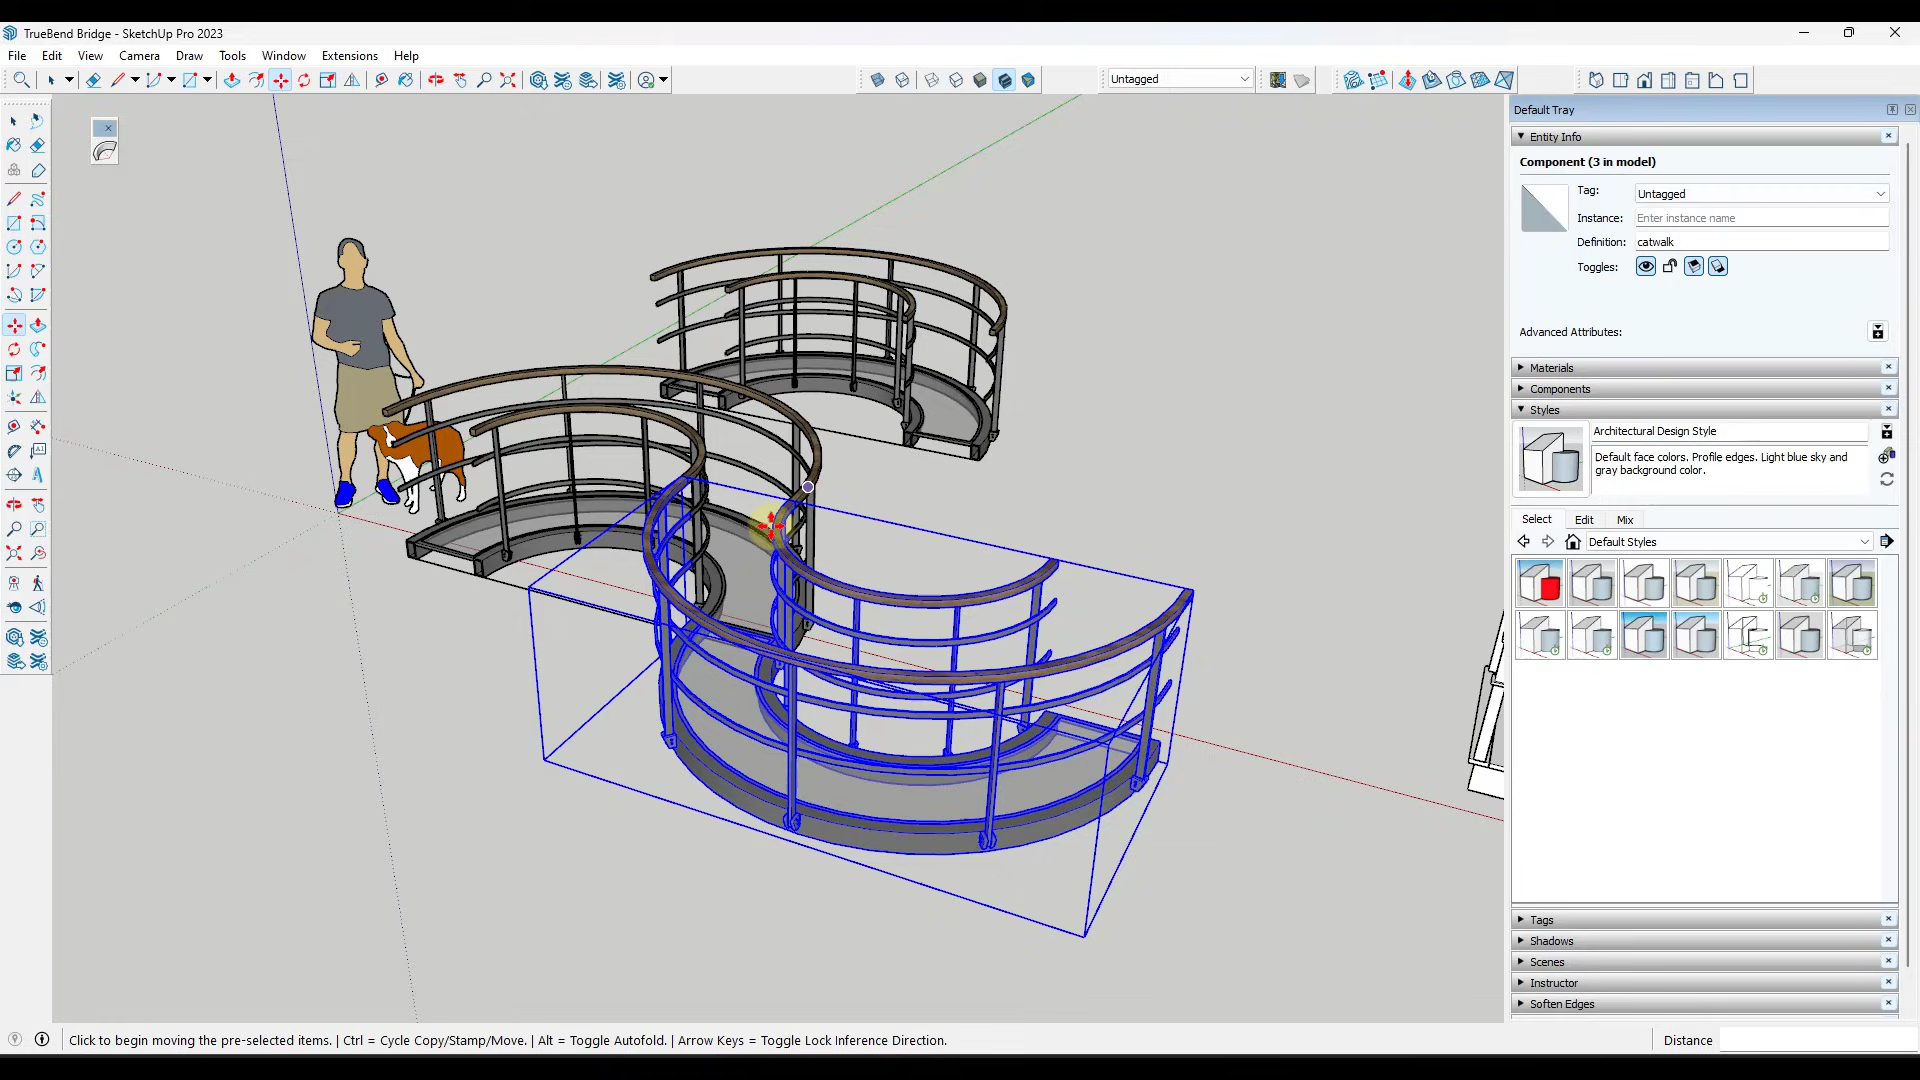 TrueBend Bridge - SketchUp Pro 2023
File Edit View Camera Draw Tools Window Extensions Help
Untagged
Default Tray
Entity Info
Component (3 in model)
Tag: Untagged
Instance: Enter instance name
Definition: catwalk
Toggles:
Advanced Attributes:
Materials
Components
Styles
Architectural Design Style
Default face colors. Profile edges. Light blue sky and
gray background color.
Select Edit Mix
Default Styles
Tags
Shadows
Scenes
Instructor
Soften Edges
Click to begin moving the pre-selected items. | Ctrl = Cycle Copy/Stamp/Move. | Alt = Toggle Autofold. | Arrow Keys = Toggle Lock Inference Direction.
Distance